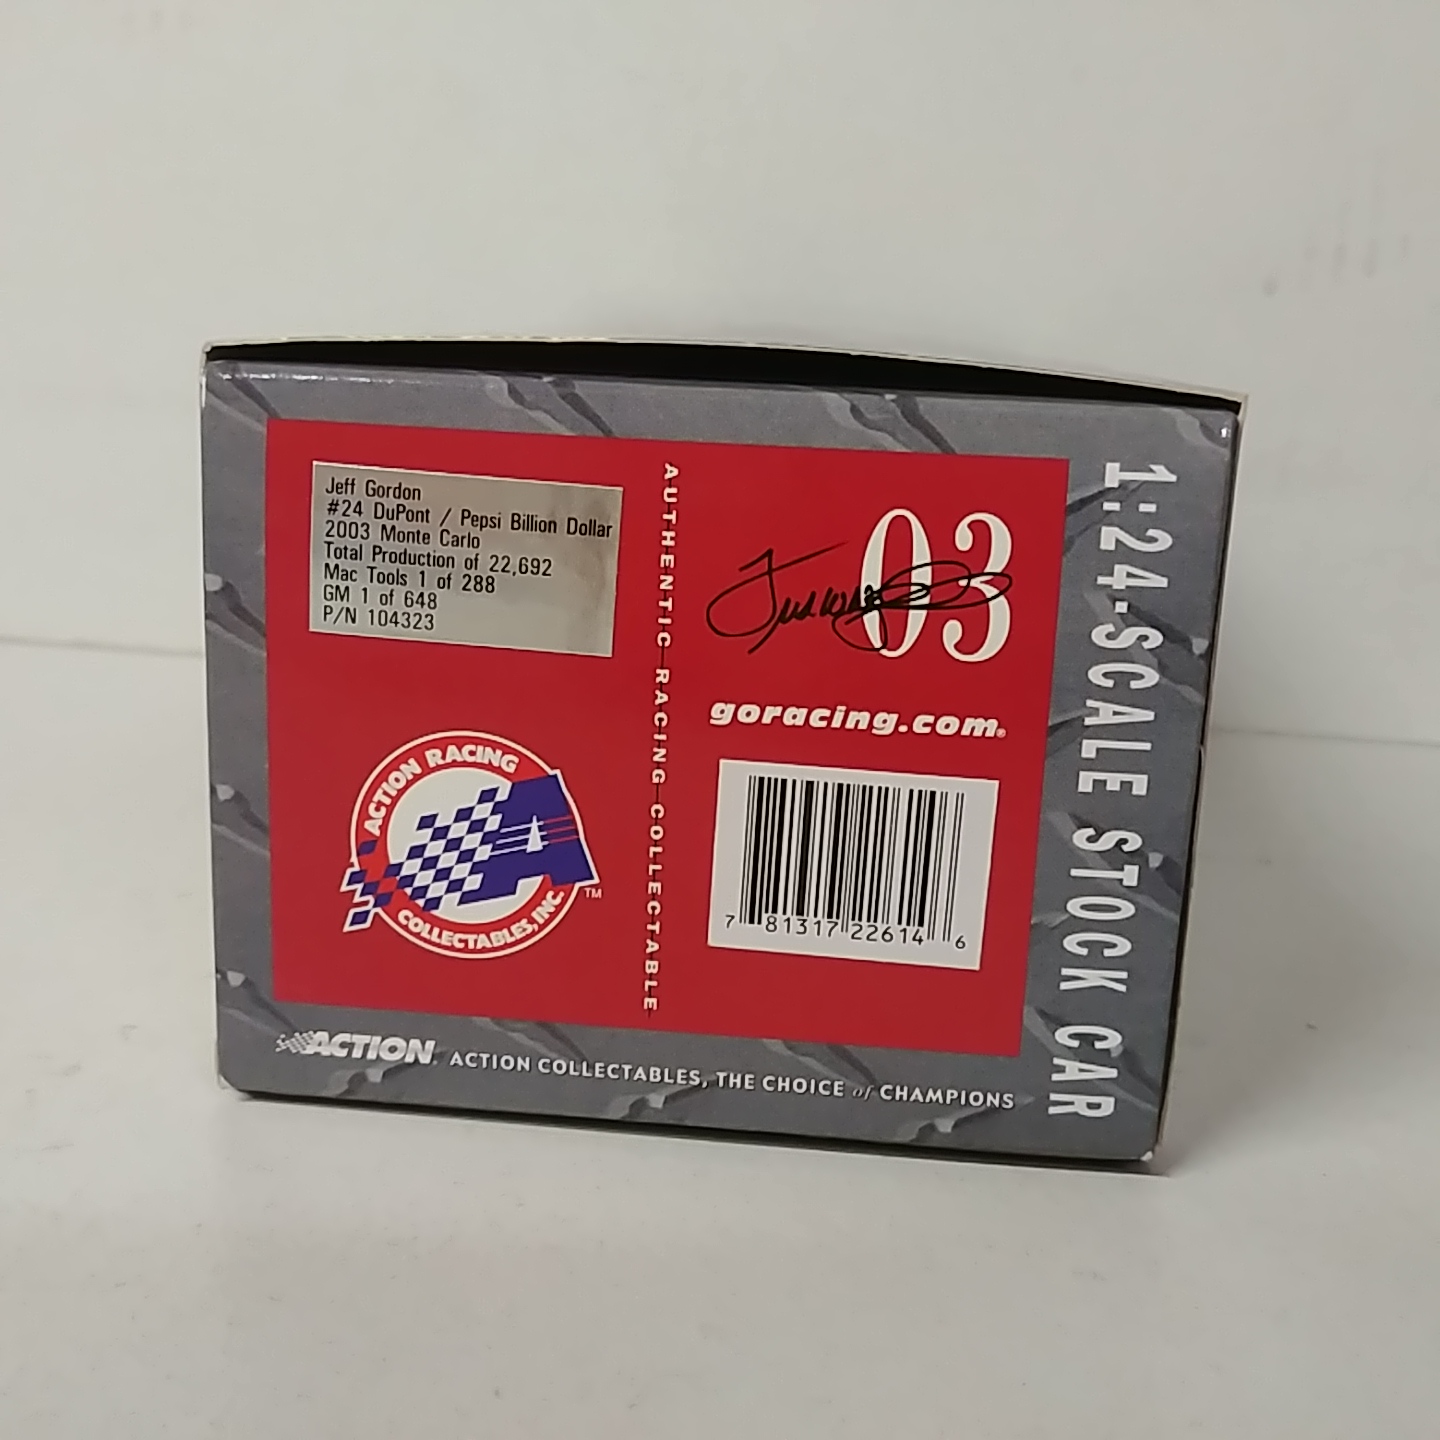 Jeff Gordon
#24 DuPont / Pepsi Billion Dollar
2003 Monte Carlo
Total Production of 22,692
Mac Tools 1 of 288
GM 1 of 648
P/N 104323
ACTION RACING
COLLECTABLES, INC.
TM
AUTHENTIC RACING COLLECTABLE
03
goracing.com®
7 81317 22614 6
1:24-SCALE STOCK CAR
ACTION
ACTION COLLECTABLES, THE CHOICE of CHAMPIONS